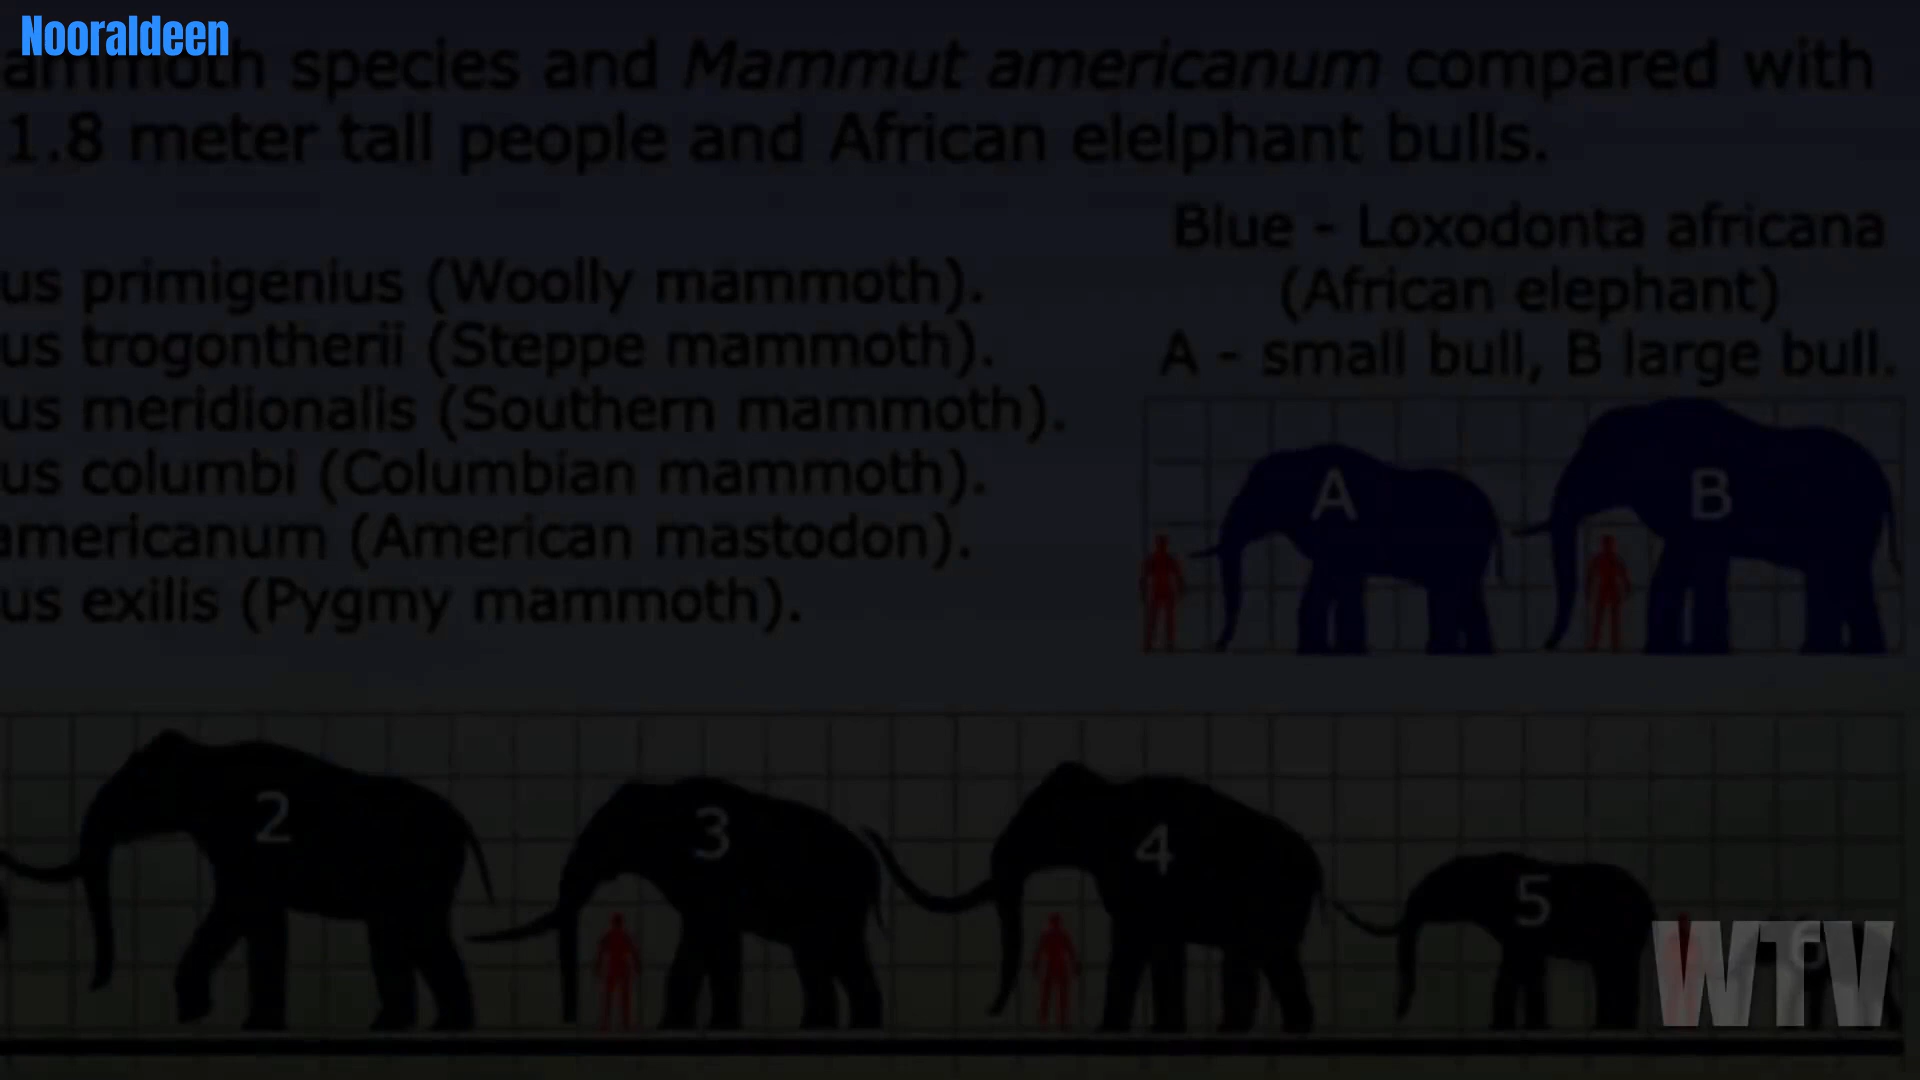 Nooraldeen
ammoth species and Mammut americanum compared with
1.8 meter tall people and African elelphant bulls.
Blue - Loxodonta africana
(African elephant)
A - small bull, B large bull.
us primigenius (Woolly mammoth).
us trogontherii (Steppe mammoth).
us meridionalis (Southern mammoth).
us columbi (Columbian mammoth).
americanum (American mastodon).
us exilis (Pygmy mammoth).
A
B
2
3
4
5
6
WTV